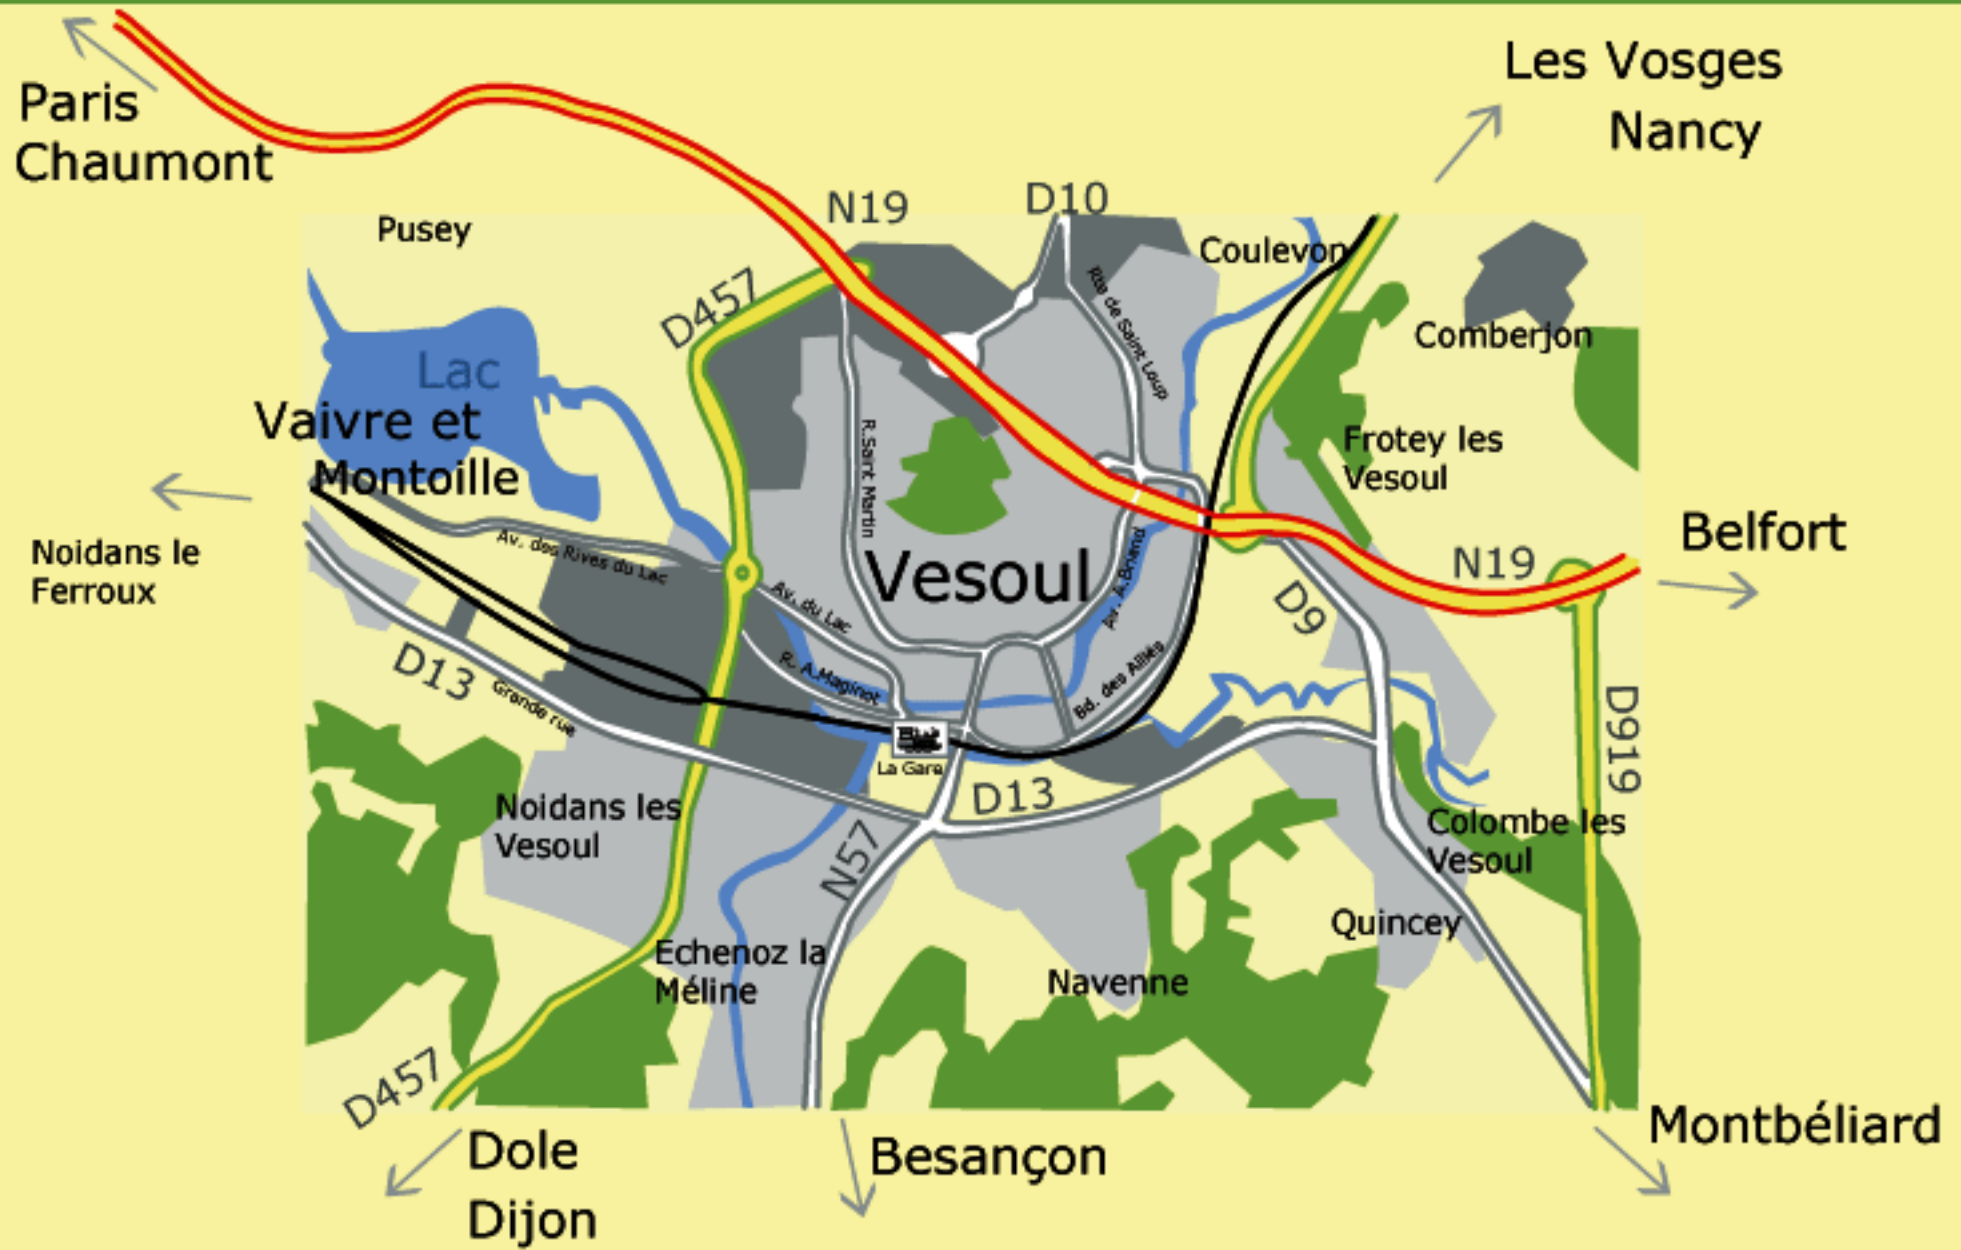 Les Vosges
Nancy
Paris
Chaumont
N19
D10
Pusey
Coulevon
D457
Rte de Saint Loup
Comberjon
Lac
Vaivre et
Montoille
R.Saint Martin
Frotey les
Vesoul
Belfort
Noidans le
Ferroux
Av. des Rives du Lac
Vesoul
Av. A.Briand
N19
Av. du Lac
D9
D13
Grande rue
R. A.Maginot
Bd. des Alliés
D919
La Gare
D13
Noidans les
Vesoul
N57
Colombe les
Vesoul
Quincey
Echenoz la
Méline
Navenne
D457
Dole
Dijon
Besançon
Montbéliard